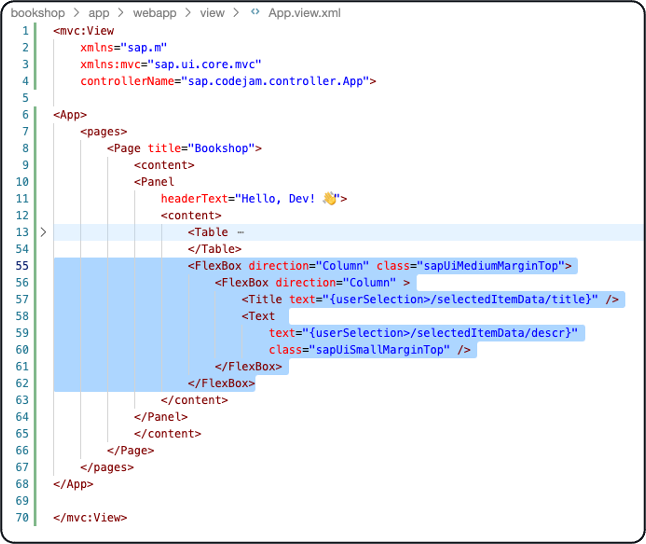 bookshop > app > webapp > view > App.view.xml
1 <mvc:View
2     xmlns="sap.m"
3     xmlns:mvc="sap.ui.core.mvc"
4     controllerName="sap.codejam.controller.App">
5
6 <App>
7     <pages>
8         <Page title="Bookshop">
9             <content>
10             <Panel
11                 headerText="Hello, Dev! 👋">
12                 <content>
13                     <Table ⋯
54                     </Table>
55                     <FlexBox direction="Column" class="sapUiMediumMarginTop">
56                         <FlexBox direction="Column" >
57                             <Title text="{userSelection>/selectedItemData/title}" />
58                             <Text
59                                 text="{userSelection>/selectedItemData/descr}"
60                                 class="sapUiSmallMarginTop" />
61                         </FlexBox>
62                     </FlexBox>
63                 </content>
64             </Panel>
65             </content>
66         </Page>
67     </pages>
68 </App>
69
70 </mvc:View>